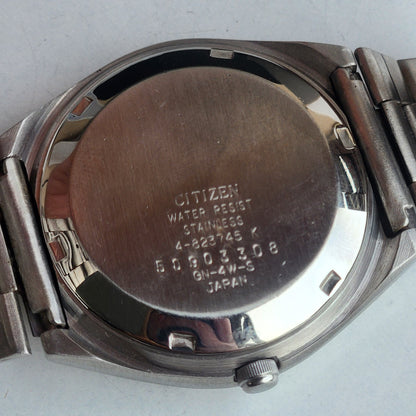 CITIZEN
WATER RESIST
STAINLESS
4-823745 K
50903308
GN-4W-S
JAPAN